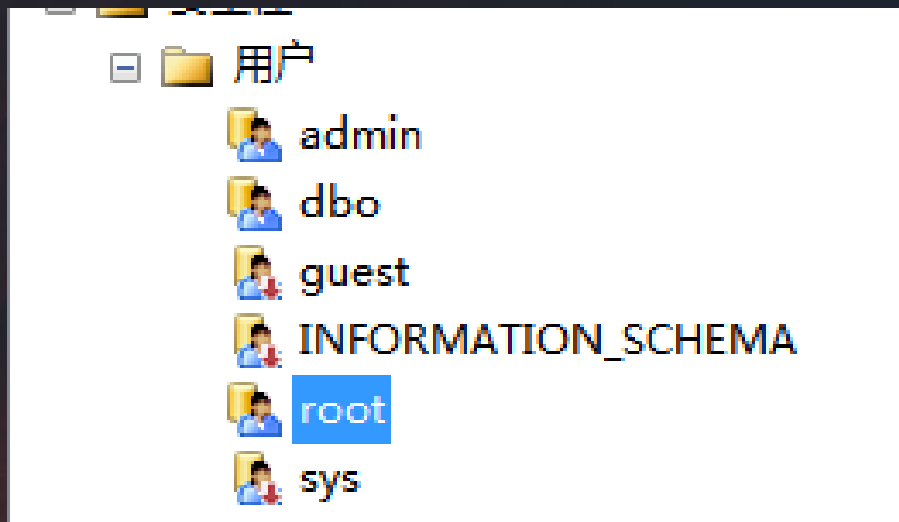 用户
admin
dbo
guest
INFORMATION_SCHEMA
root
sys